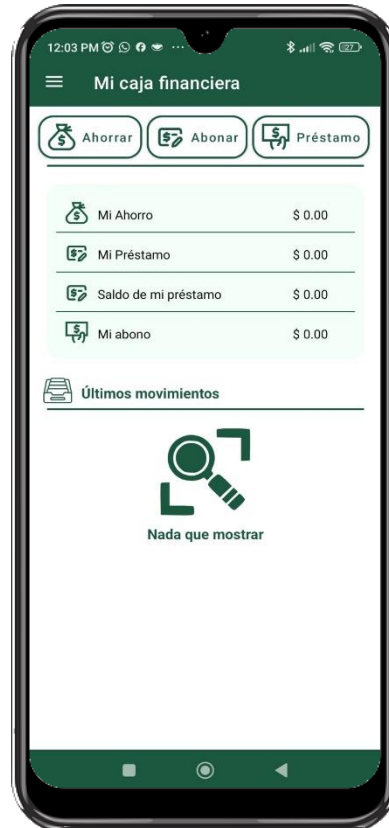 12:03 PM
27
Mi caja financiera
Ahorrar Abonar Préstamo
Mi Ahorro $ 0.00
Mi Préstamo $ 0.00
Saldo de mi préstamo $ 0.00
Mi abono $ 0.00
Últimos movimientos
Nada que mostrar